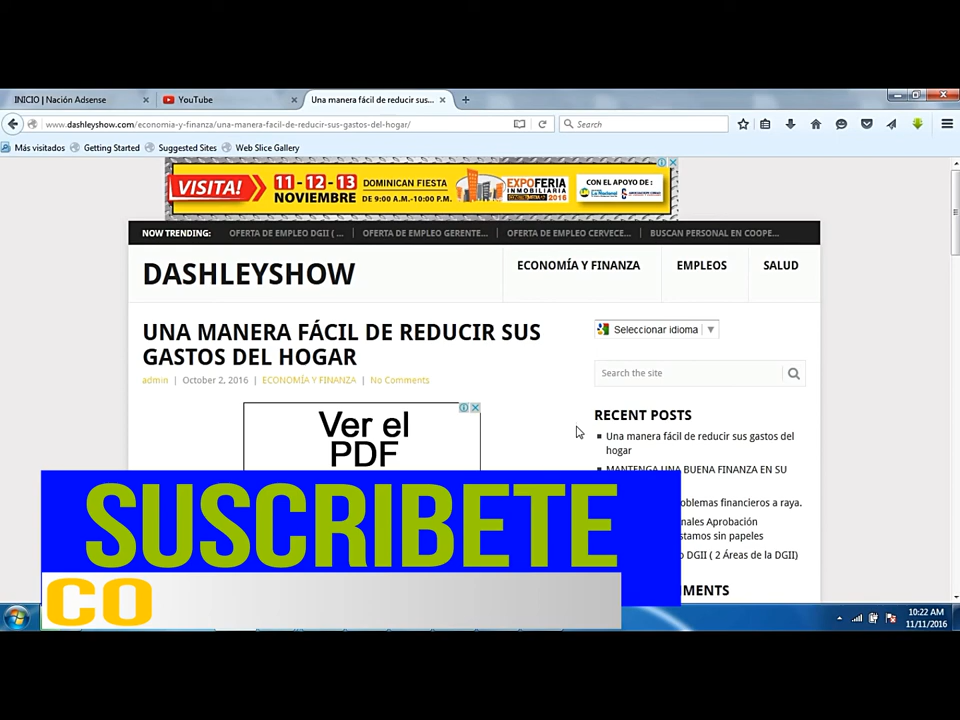 INICIO | Nación Adsense
YouTube
Una manera fácil de reducir sus...
www.dashleyshow.com/economia-y-finanza/una-manera-facil-de-reducir-sus-gastos-del-hogar/
Search
Más visitados
Getting Started
Suggested Sites
Web Slice Gallery
VISITA!
11-12-13
NOVIEMBRE
DOMINICAN FIESTA
DE 9:00 A.M.-10:00 P.M.
EXPOFERIA
INMOBILIARIA
2016
CON EL APOYO DE :
NOW TRENDING:
OFERTA DE EMPLEO DGII ( ...
OFERTA DE EMPLEO GERENTE...
OFERTA DE EMPLEO CERVECE...
BUSCAN PERSONAL EN COOPE...
DASHLEYSHOW
ECONOMÍA Y FINANZA
EMPLEOS
SALUD
UNA MANERA FÁCIL DE REDUCIR SUS
GASTOS DEL HOGAR
admin | October 2, 2016 | ECONOMÍA Y FINANZA | No Comments
Ver el
PDF
Seleccionar idioma
Search the site
RECENT POSTS
Una manera fácil de reducir sus gastos del
hogar
MANTENGA UNA BUENA FINANZA EN SU
oblemas financieros a raya.
nales Aprobación
stamos sin papeles
DGII ( 2 Áreas de la DGII)
MMENTS
SUSCRIBETE
CO
10:22 AM
11/11/2016